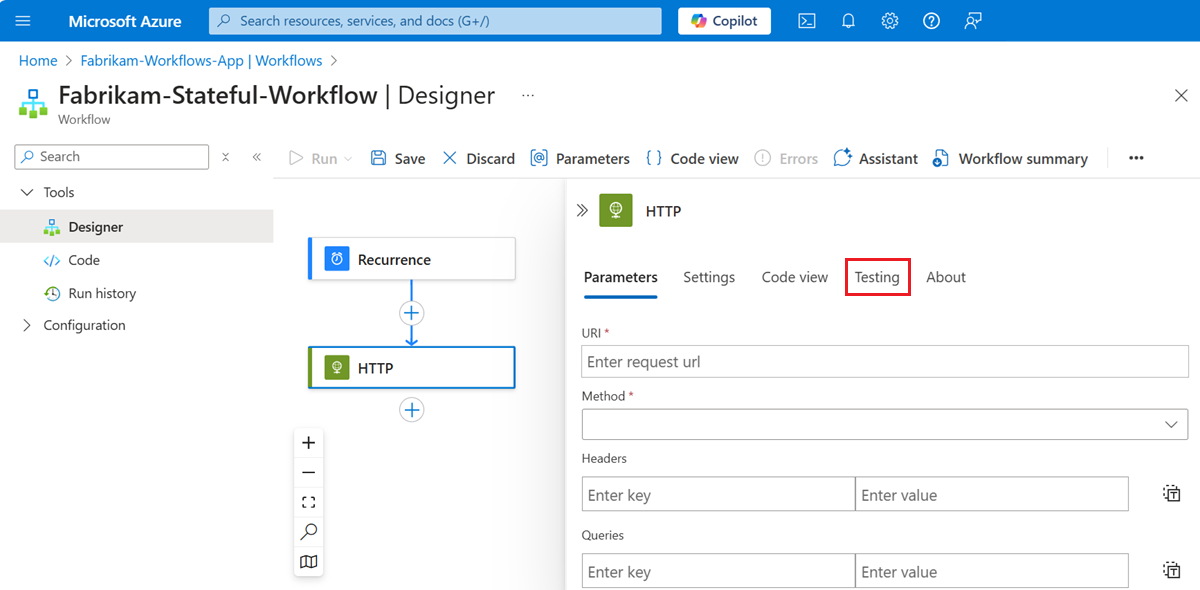 Microsoft Azure
Search resources, services, and docs (G+/)
Copilot
Home > Fabrikam-Workflows-App | Workflows >
Fabrikam-Stateful-Workflow | Designer ...
Workflow
Search
Run Save Discard Parameters Code view Errors Assistant Workflow summary ...
Tools
Designer
Code
Run history
Configuration
Recurrence
HTTP
HTTP
Parameters Settings Code view Testing About
URI *
Enter request url
Method *
Headers
Enter key Enter value
Queries
Enter key Enter value